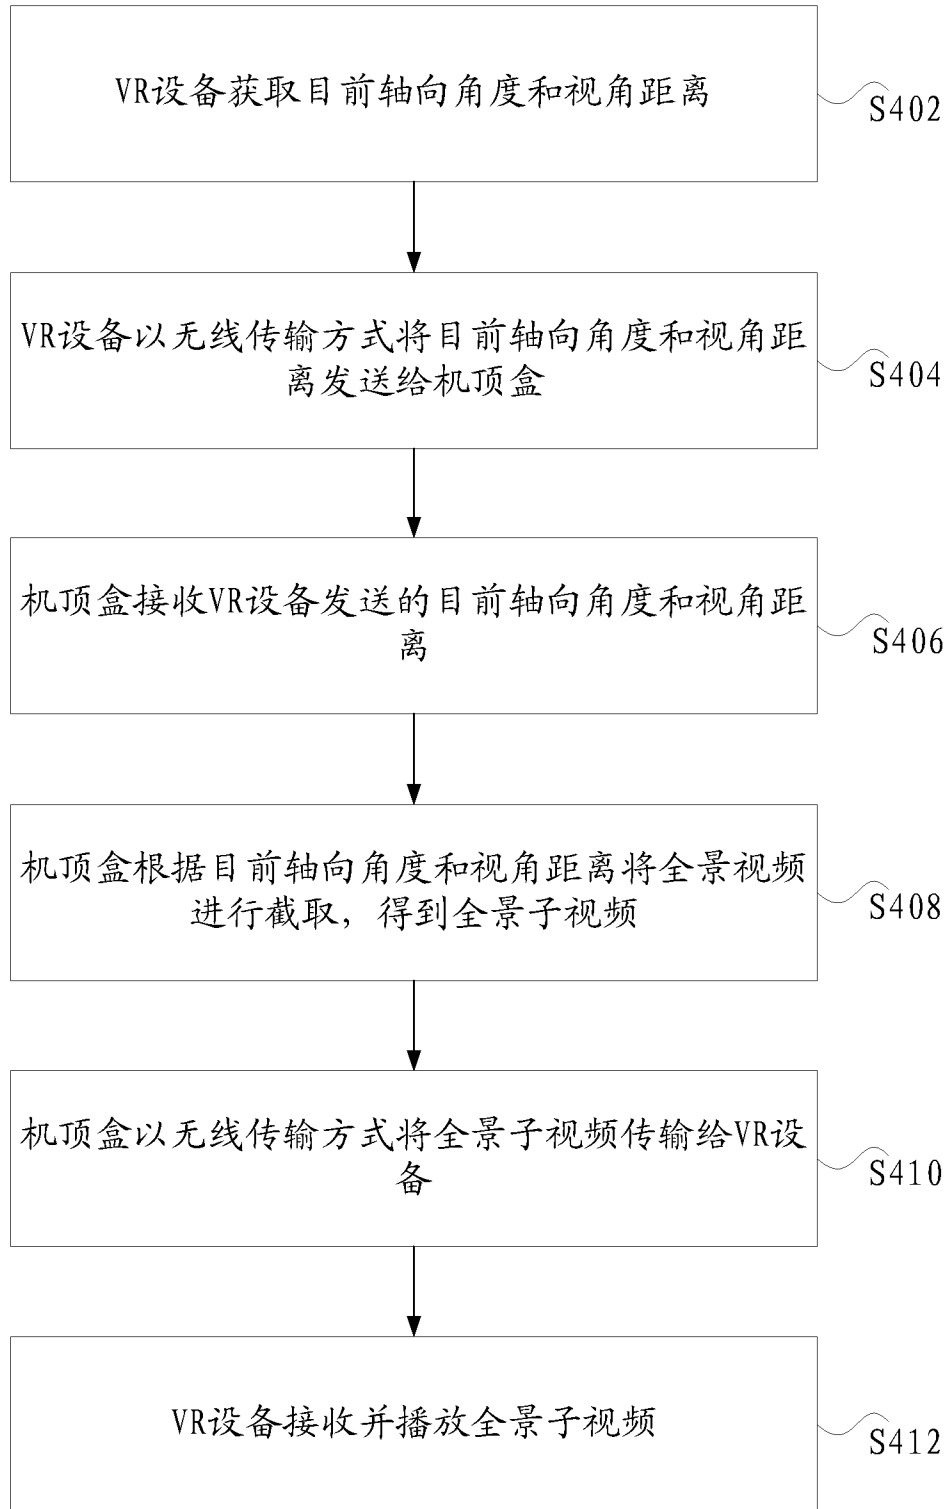 VR设备获取目前轴向角度和视角距离
S402
VR设备以无线传输方式将目前轴向角度和视角距
离发送给机顶盒
S404
机顶盒接收VR设备发送的目前轴向角度和视角距
离
S406
机顶盒根据目前轴向角度和视角距离将全景视频
进行截取，得到全景子视频
S408
机顶盒以无线传输方式将全景子视频传输给VR设
备
S410
VR设备接收并播放全景子视频
S412